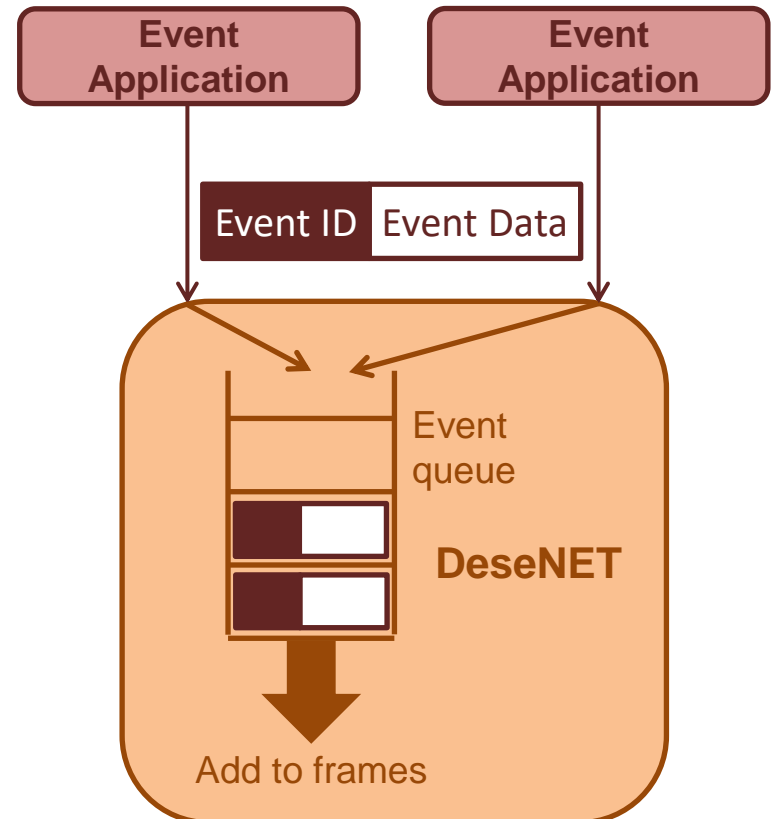 Event
Application
Event
Application
Event ID Event Data
Event
queue
DeseNET
Add to frames